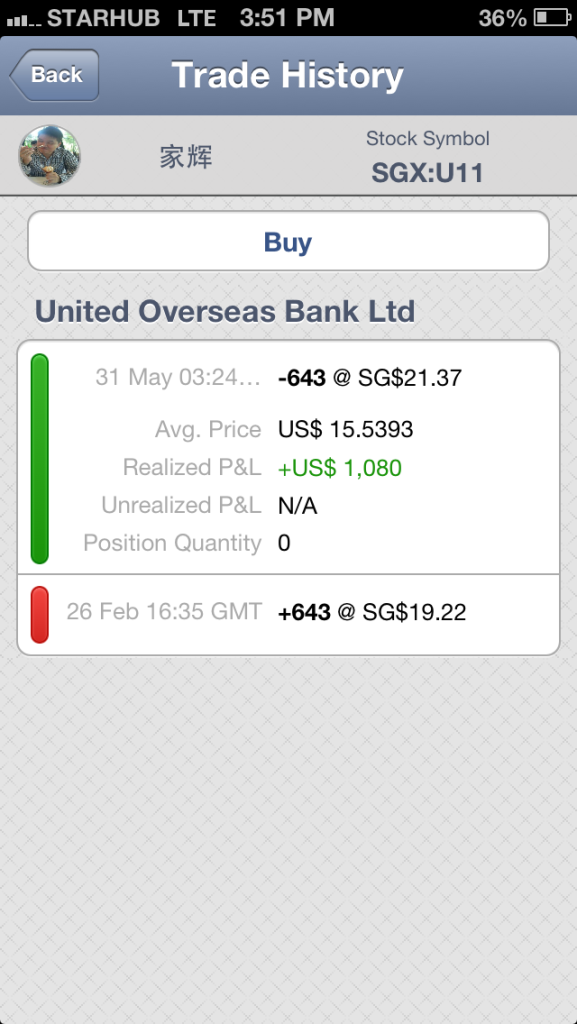 STARHUB LTE 3:51 PM 36%
Back
Trade History
家辉
Stock Symbol
SGX:U11
Buy
United Overseas Bank Ltd
31 May 03:24… -643 @ SG$21.37
Avg. Price US$ 15.5393
Realized P&L +US$ 1,080
Unrealized P&L N/A
Position Quantity 0
26 Feb 16:35 GMT +643 @ SG$19.22